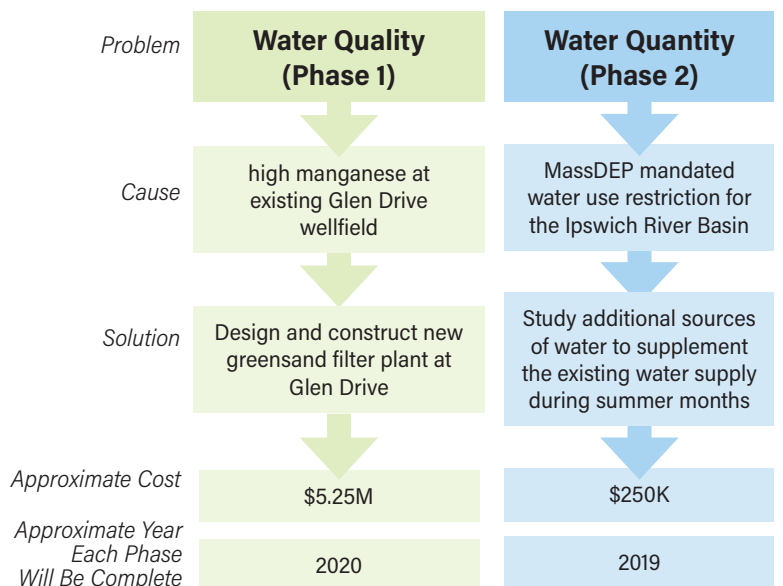 Problem
Water Quality
(Phase 1)
Water Quantity
(Phase 2)
Cause
high manganese at
existing Glen Drive
wellfield
MassDEP mandated
water use restriction for
the Ipswich River Basin
Solution
Design and construct new
greensand filter plant at
Glen Drive
Study additional sources
of water to supplement
the existing water supply
during summer months
Approximate Cost
$5.25M
$250K
Approximate Year
Each Phase
Will Be Complete
2020
2019